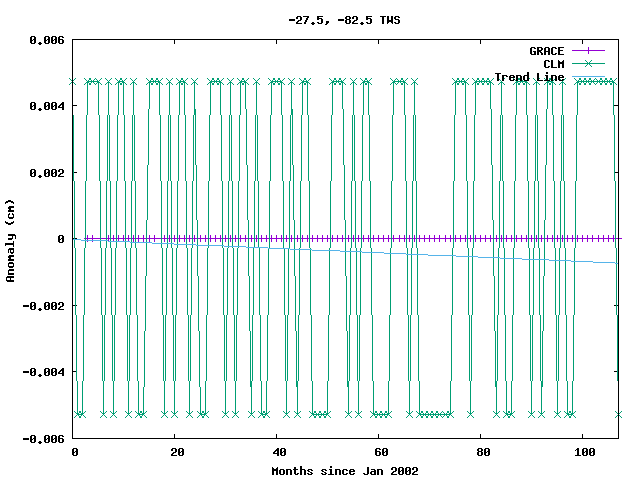 -27.5, -82.5 TWS
0.006
GRACE
CLM
Trend Line
0.004
0.002
0
-0.002
-0.004
-0.006
Anomaly (cm)
0 20 40 60 80 100
Months since Jan 2002